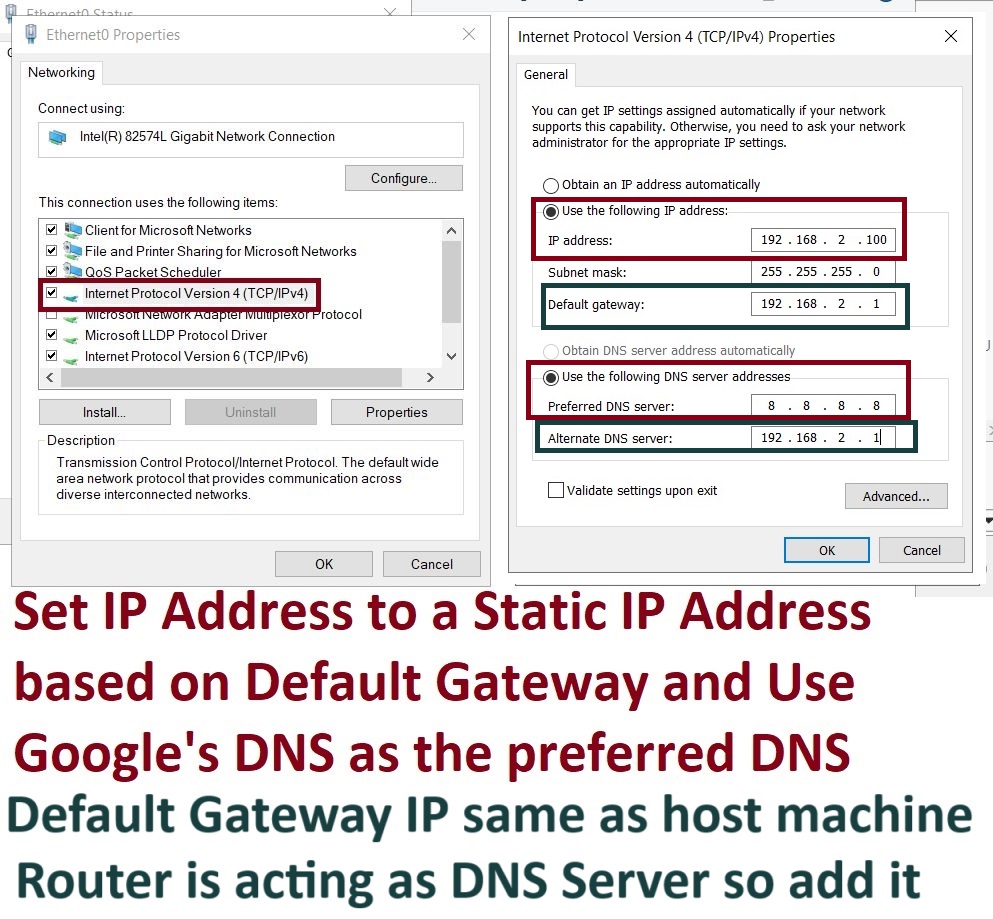 Ethernet0 Status
Ethernet0 Properties
Networking
Connect using:
Intel(R) 82574L Gigabit Network Connection
Configure...
This connection uses the following items:
Client for Microsoft Networks
File and Printer Sharing for Microsoft Networks
QoS Packet Scheduler
Internet Protocol Version 4 (TCP/IPv4)
Microsoft Network Adapter Multiplexor Protocol
Microsoft LLDP Protocol Driver
Internet Protocol Version 6 (TCP/IPv6)
Install...
Uninstall
Properties
Description
Transmission Control Protocol/Internet Protocol. The default wide
area network protocol that provides communication across
diverse interconnected networks.
OK
Cancel
Internet Protocol Version 4 (TCP/IPv4) Properties
General
You can get IP settings assigned automatically if your network
supports this capability. Otherwise, you need to ask your network
administrator for the appropriate IP settings.
Obtain an IP address automatically
Use the following IP address:
IP address: 192 . 168 . 2 . 100
Subnet mask: 255 . 255 . 255 . 0
Default gateway: 192 . 168 . 2 . 1
Obtain DNS server address automatically
Use the following DNS server addresses
Preferred DNS server: 8 . 8 . 8 . 8
Alternate DNS server: 192 . 168 . 2 . 1
Validate settings upon exit
Advanced...
OK
Cancel
Set IP Address to a Static IP Address
based on Default Gateway and Use
Google's DNS as the preferred DNS
Default Gateway IP same as host machine
Router is acting as DNS Server so add it